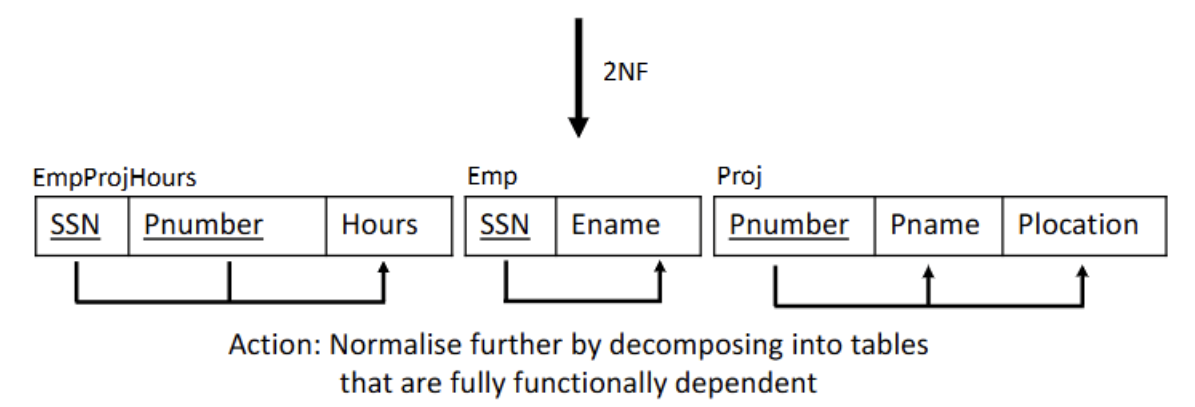 2NF
EmpProjHours Emp Proj
SSN Pnumber Hours SSN Ename Pnumber Pname Plocation
Action: Normalise further by decomposing into tables
that are fully functionally dependent